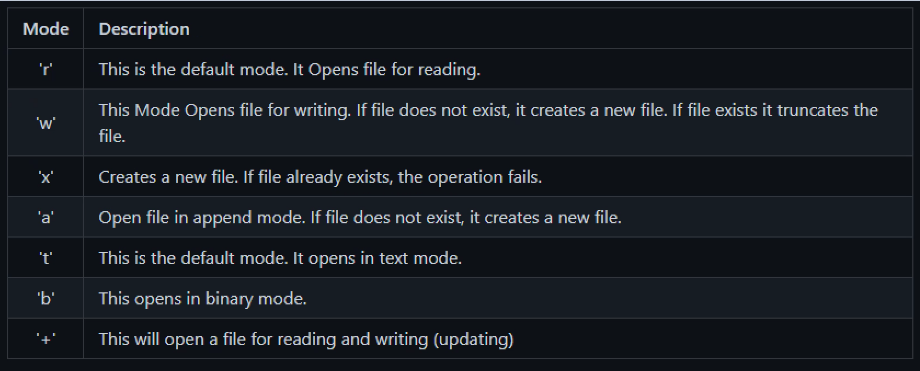 Mode Description
'r' This is the default mode. It Opens file for reading.
'w' This Mode Opens file for writing. If file does not exist, it creates a new file. If file exists it truncates the
file.
'x' Creates a new file. If file already exists, the operation fails.
'a' Open file in append mode. If file does not exist, it creates a new file.
't' This is the default mode. It opens in text mode.
'b' This opens in binary mode.
'+' This will open a file for reading and writing (updating)